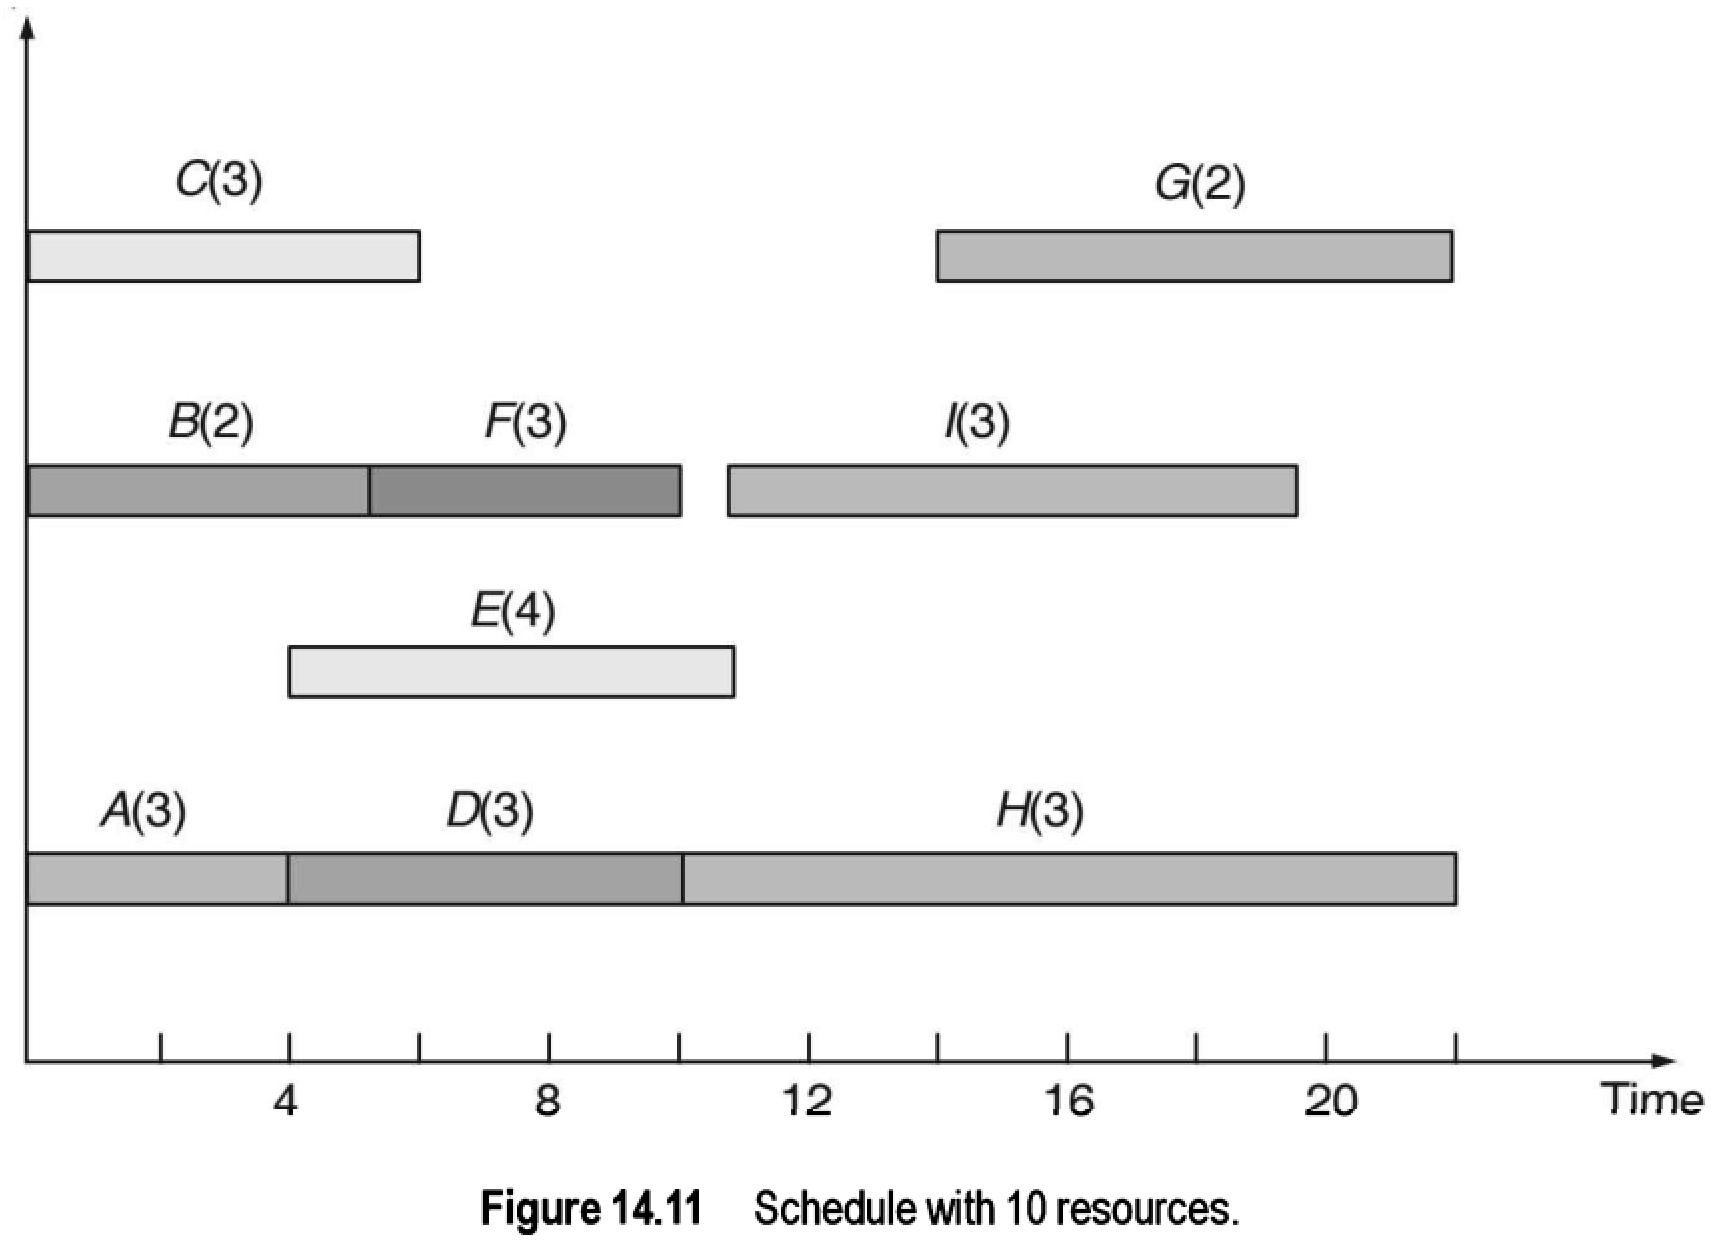 C(3)
G(2)
B(2) F(3) I(3)
E(4)
A(3) D(3) H(3)
4 8 12 16 20 Time
Figure 14.11 Schedule with 10 resources.